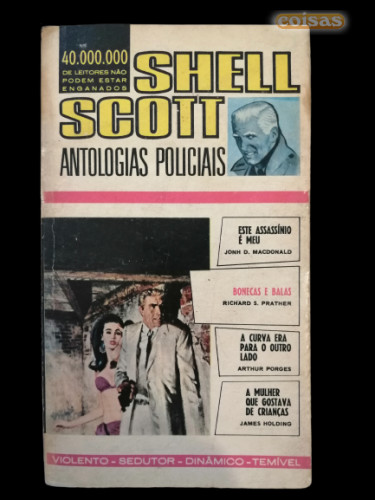 coisas
40.000.000
DE LEITORES NÃO
PODEM ESTAR
ENGANADOS
SHELL
SCOTT
ANTOLOGIAS POLICIAIS
ESTE ASSASSÍNIO
É MEU
JONH D. MACDONALD
BONECAS E BALAS
RICHARD S. PRATHER
A CURVA ERA
PARA O OUTRO
LADO
ARTHUR PORGES
A MULHER
QUE GOSTAVA
DE CRIANÇAS
JAMES HOLDING
VIOLENTO - SEDUTOR - DINÂMICO - TEMÍVEL